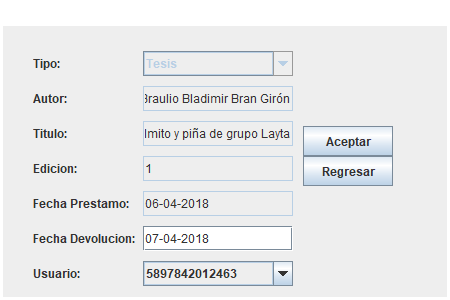 Tipo: Tesis
Autor: Braulio Bladimir Bran Girón
Titulo: lmito y piña de grupo Layta
Aceptar
Edicion: 1
Regresar
Fecha Prestamo: 06-04-2018
Fecha Devolucion: 07-04-2018
Usuario: 5897842012463